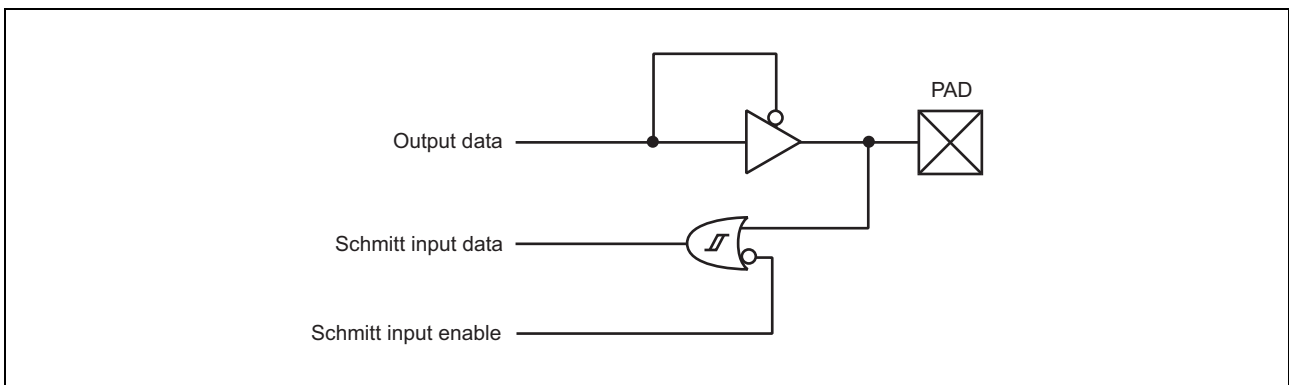 PAD
Output data
Schmitt input data
Schmitt input enable